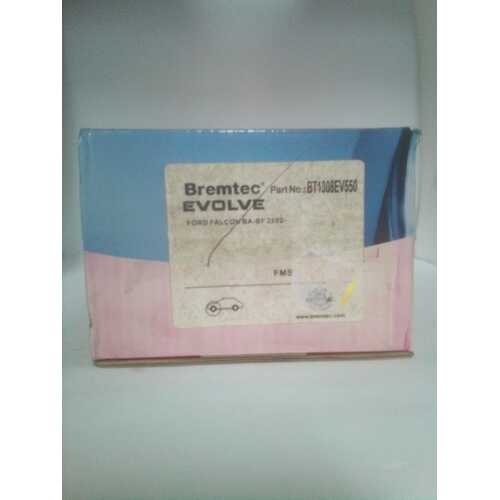 Bremtec® Part No.: BT1308EV550
EVOLVE
FORD FALCON BA-BF 2002-
FMS
www.bremtec.com